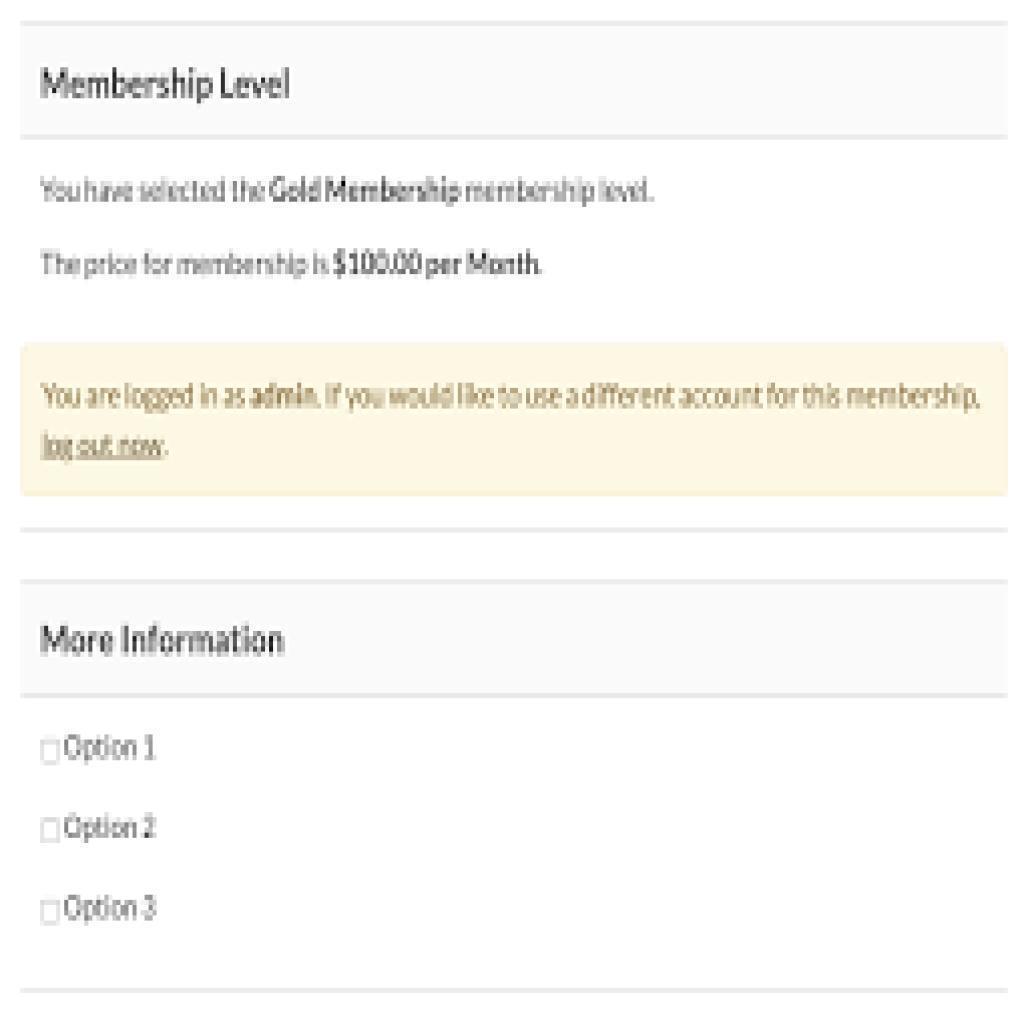 Membership Level
You have selected the Gold Membership membership level.
The price for membership is $100.00 per Month.
You are logged in as admin. If you would like to use a different account for this membership,
log out now.
More Information
Option 1
Option 2
Option 3